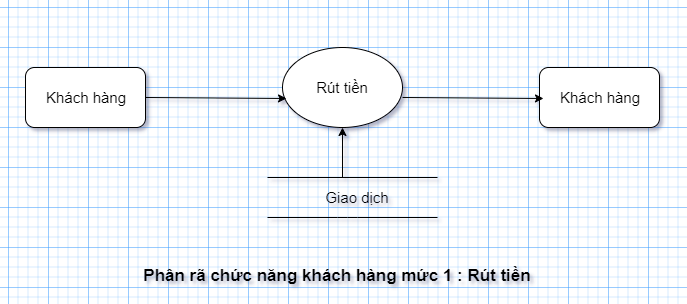 Khách hàng
Rút tiền
Khách hàng
Giao dịch
Phân rã chức năng khách hàng mức 1 : Rút tiền